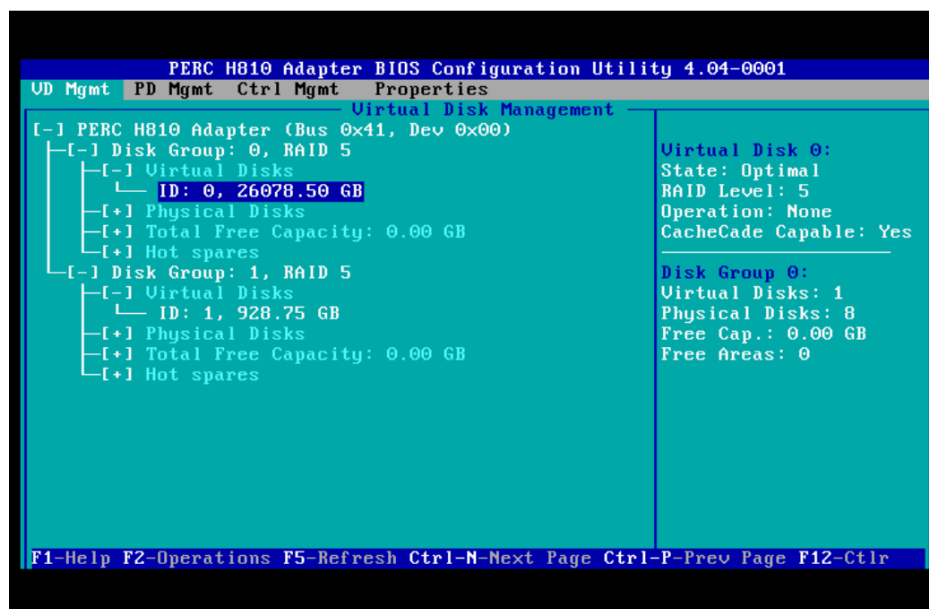 PERC H810 Adapter BIOS Configuration Utility 4.04-0001
VD Mgmt PD Mgmt Ctrl Mgmt Properties
Virtual Disk Management
[-] PERC H810 Adapter (Bus 0x41, Dev 0x00)
[-] Disk Group: 0, RAID 5
[-] Virtual Disks
ID: 0, 26078.50 GB
[+] Physical Disks
[+] Total Free Capacity: 0.00 GB
[+] Hot spares
[-] Disk Group: 1, RAID 5
[-] Virtual Disks
ID: 1, 928.75 GB
[+] Physical Disks
[+] Total Free Capacity: 0.00 GB
[+] Hot spares
Virtual Disk 0:
State: Optimal
RAID Level: 5
Operation: None
CacheCade Capable: Yes
Disk Group 0:
Virtual Disks: 1
Physical Disks: 8
Free Cap.: 0.00 GB
Free Areas: 0
F1-Help F2-Operations F5-Refresh Ctrl-N-Next Page Ctrl-P-Prev Page F12-Ctlr